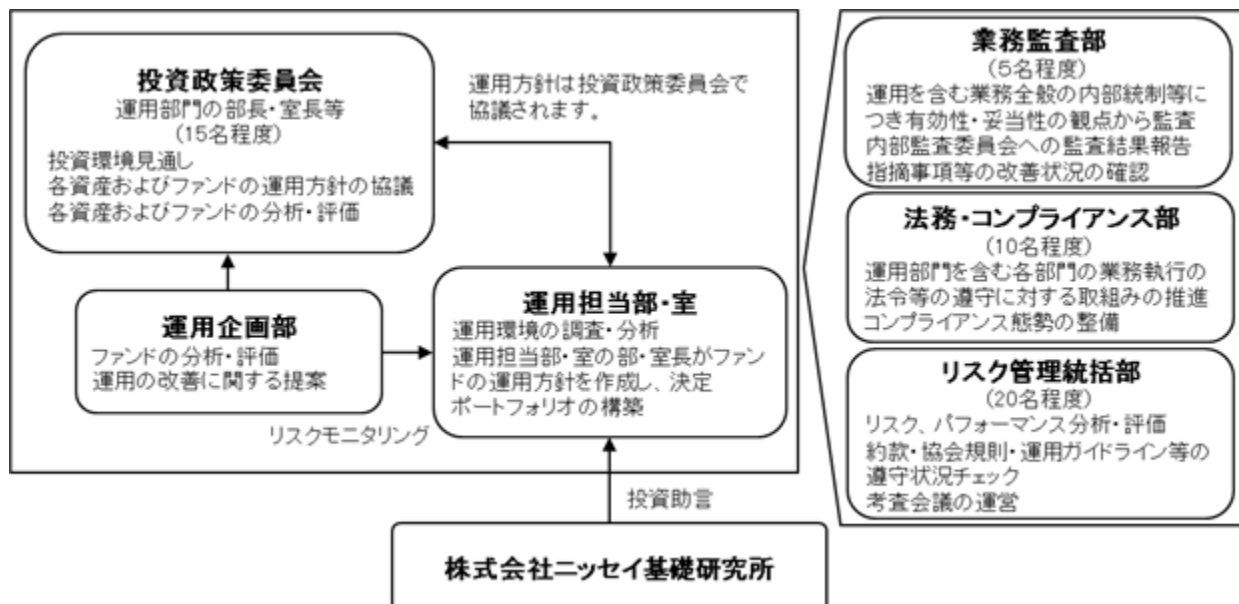 投資政策委員会
運用部門の部長・室長等
(15名程度)
投資環境見通し
各資産およびファンドの運用方針の協議
各資産およびファンドの分析・評価
運用方針は投資政策委員会で
協議されます。
運用企画部
ファンドの分析・評価
運用の改善に関する提案
リスクモニタリング
運用担当部・室
運用環境の調査・分析
運用担当部・室の部・室長がファン
ドの運用方針を作成し、決定
ポートフォリオの構築
投資助言
株式会社ニッセイ基礎研究所
業務監査部
(5名程度)
運用を含む業務全般の内部統制等に
つき有効性・妥当性の観点から監査
内部監査委員会への監査結果報告
指摘事項等の改善状況の確認
法務・コンプライアンス部
(10名程度)
運用部門を含む各部門の業務執行の
法令等の遵守に対する取組みの推進
コンプライアンス態勢の整備
リスク管理統括部
(20名程度)
リスク、パフォーマンス分析・評価
約款・協会規則・運用ガイドライン等の
遵守状況チェック
考査会議の運営